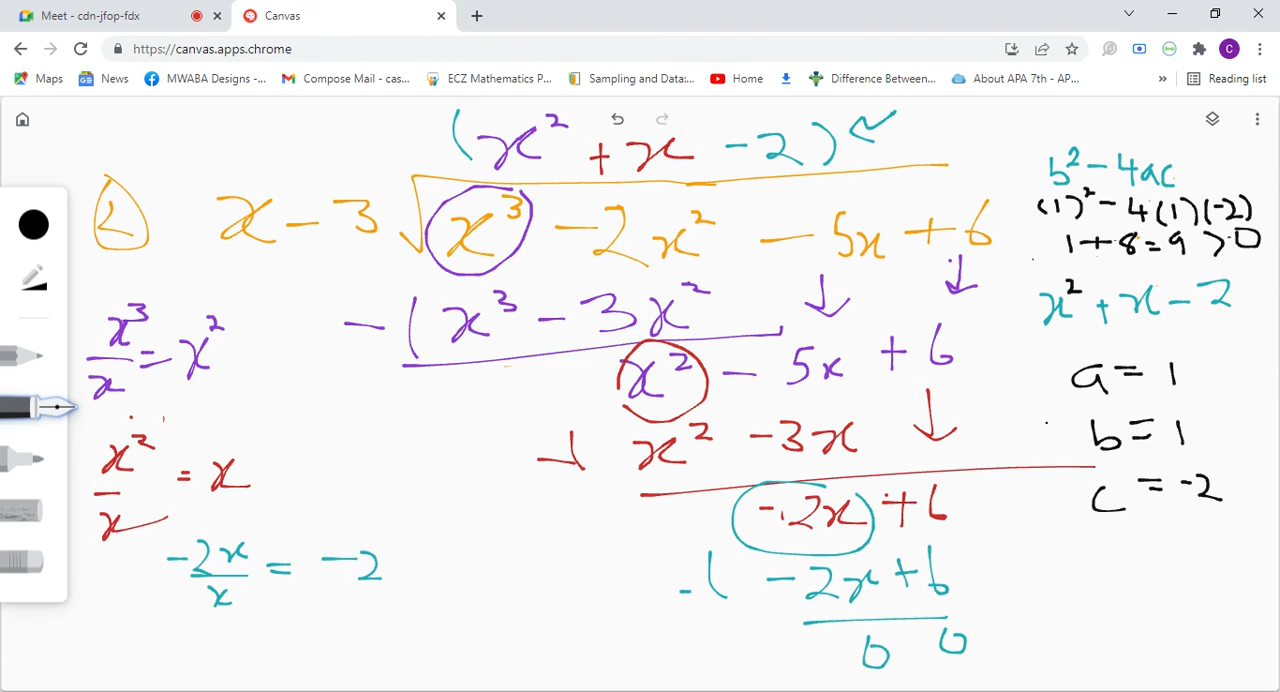 Meet - cdn-jfop-fdx
Canvas
https://canvas.apps.chrome
Maps
News
MWABA Designs -...
Compose Mail - cas...
ECZ Mathematics P...
Sampling and Data:...
Home
Difference Between...
About APA 7th - AP...
»
Reading list
C
(x² + x - 2)
x - 3 √ x³ - 2x² - 5x + 6
-( x³ - 3x²
x² - 5x + 6
x² - 3x
-2x + 6
-( -2x + 6
0 0
x³/x = x²
x²/x = x
-2x/x = -2
b² - 4ac
(1)² - 4(1)(-2)
1 + 8 = 9 > 0
x² + x - 2
a = 1
b = 1
c = -2